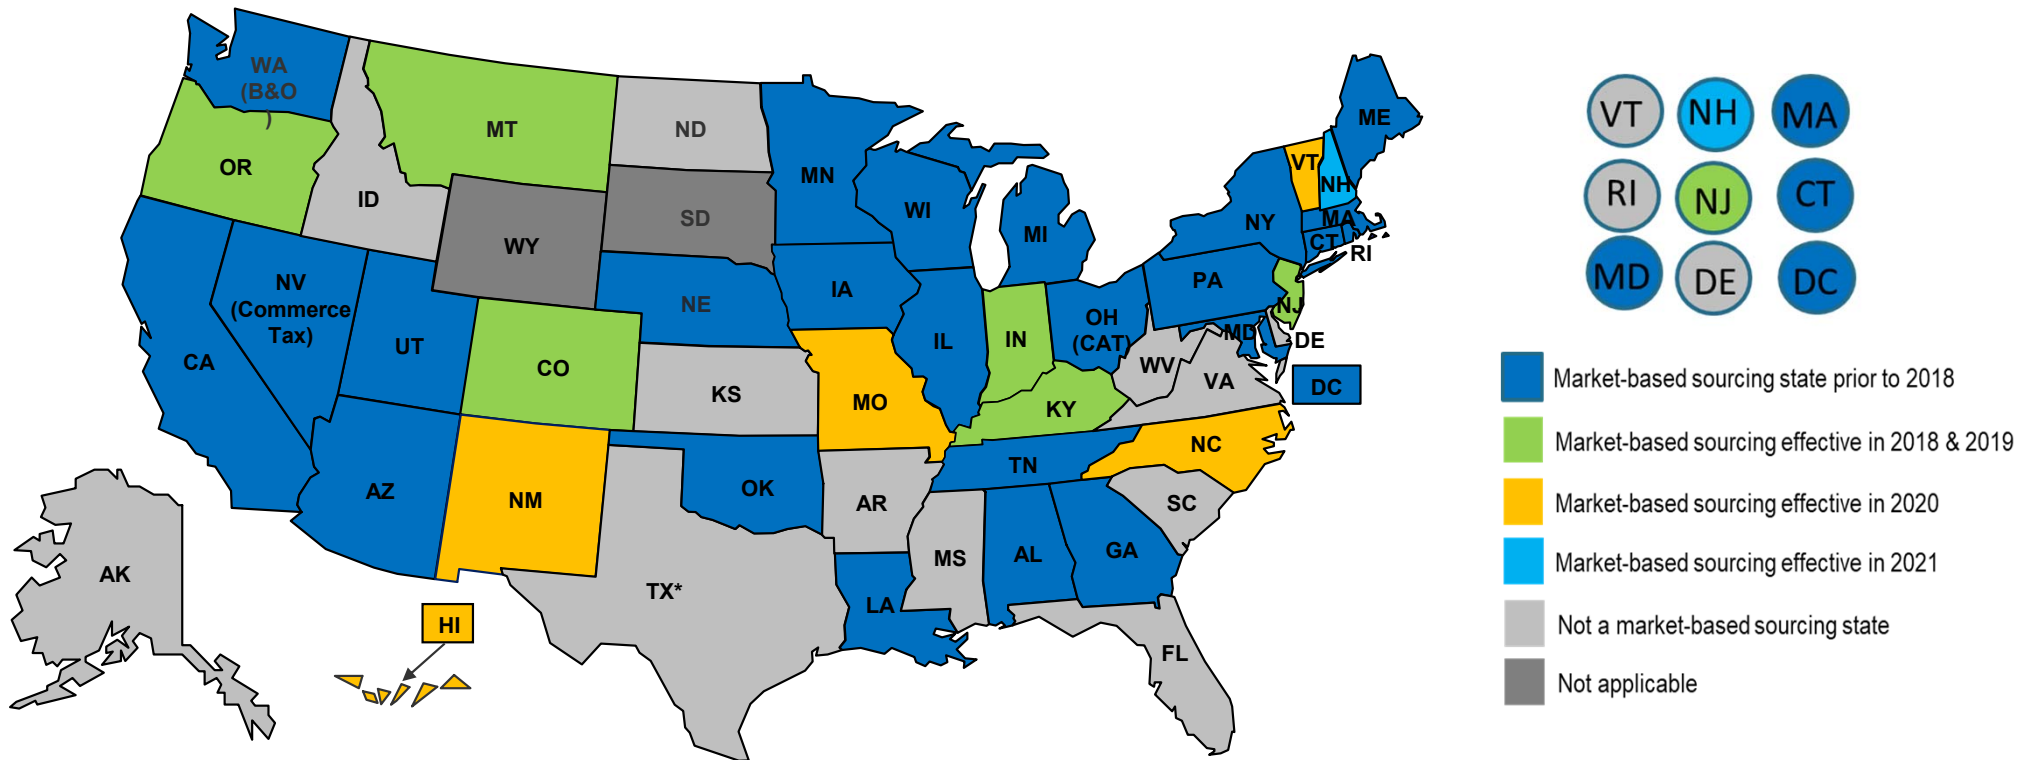 WA
(B&O
)
MT
ND
OR
ID
SD
WY
MN
WI
MI
NY
VT
NH
ME
MA
CT
RI
NV
(Commerce
Tax)
CA
UT
CO
NE
IA
IL
IN
OH
(CAT)
PA
NJ
MD
DE
DC
KS
MO
KY
WV
VA
AZ
NM
OK
AR
TN
NC
SC
MS
AL
GA
LA
TX*
FL
AK
HI
VT NH MA
RI NJ CT
MD DE DC
Market-based sourcing state prior to 2018
Market-based sourcing effective in 2018 & 2019
Market-based sourcing effective in 2020
Market-based sourcing effective in 2021
Not a market-based sourcing state
Not applicable